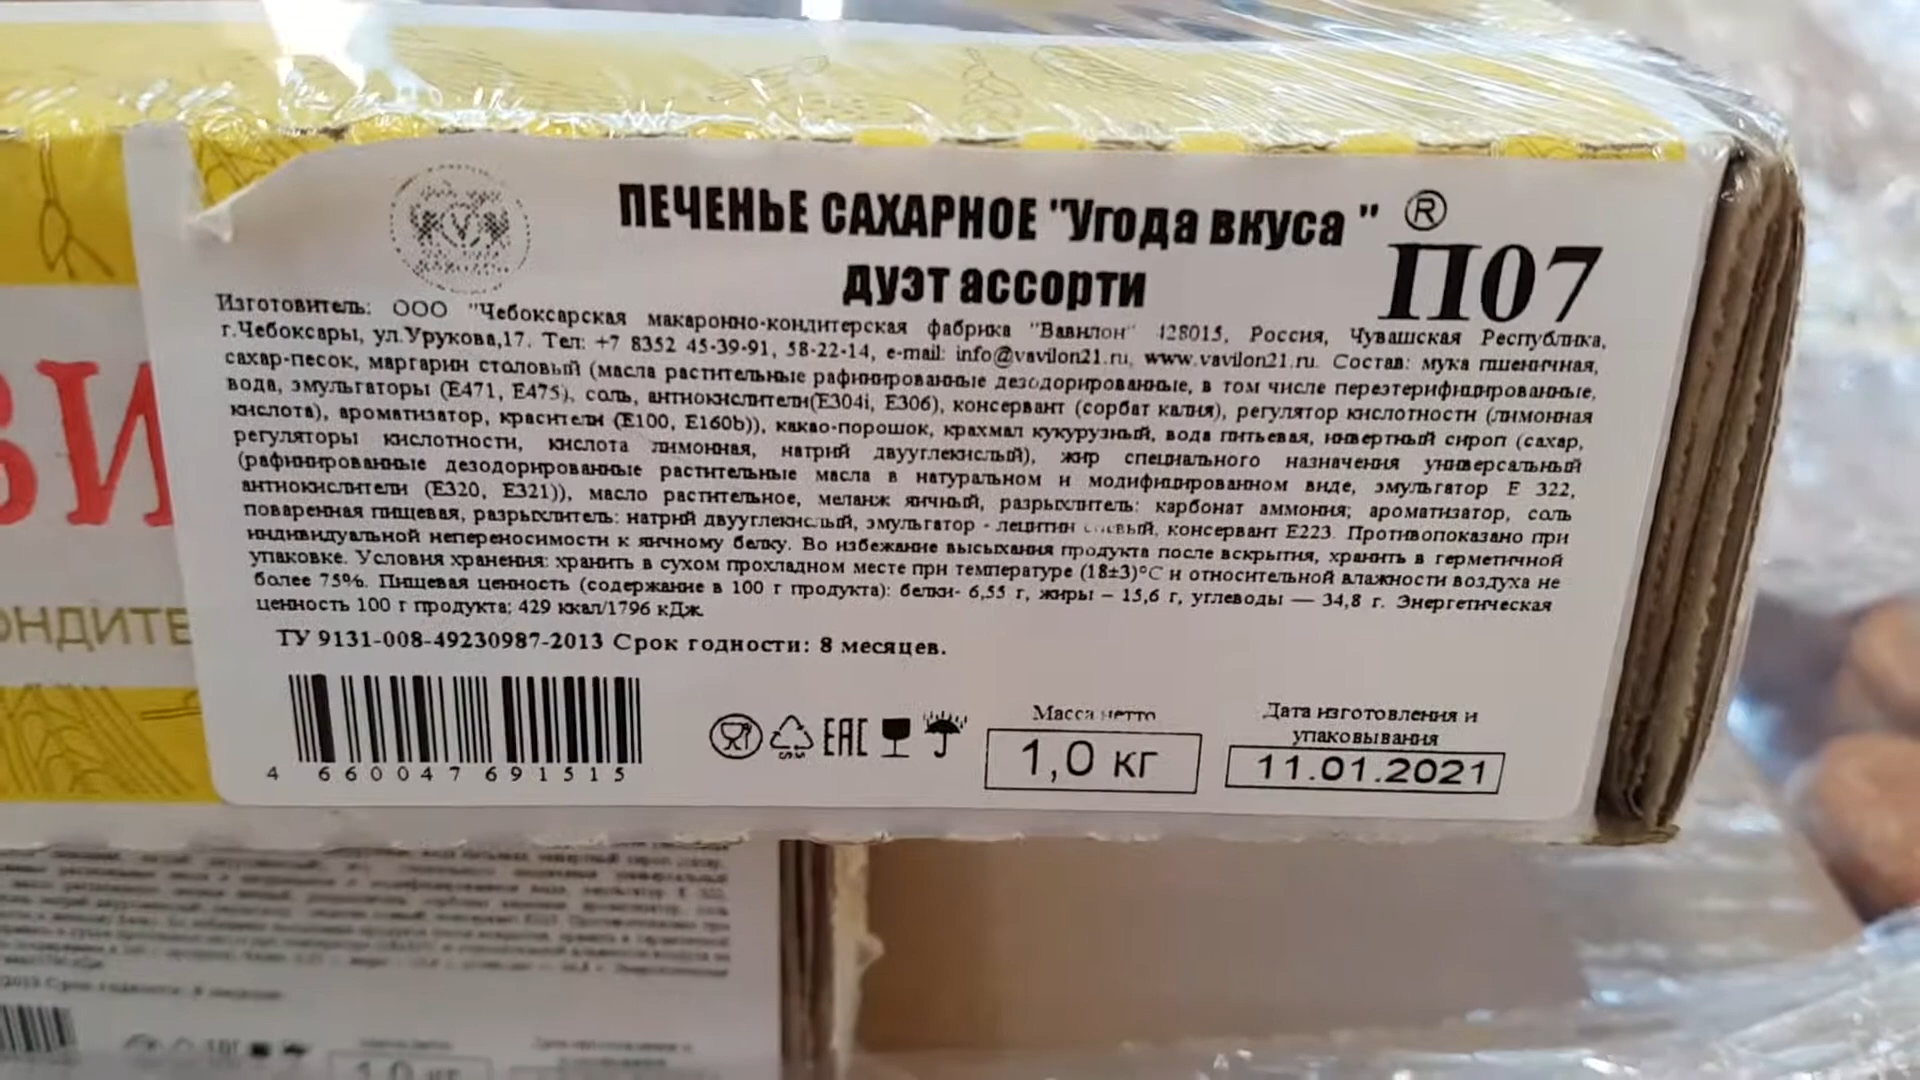 ПЕЧЕНЬЕ САХАРНОЕ "Угода вкуса " ®
дуэт ассорти
П07
Изготовитель: ООО "Чебоксарская макаронно-кондитерская фабрика "Вавилон" 428015, Россия, Чувашская Республика,
г.Чебоксары, ул.Урукова,17. Тел: +7 8352 45-39-91, 58-22-14, e-mail: info@vavilon21.ru, www.vavilon21.ru. Состав: мука пшеничная,
сахар-песок, маргарин столовый (масла растительные рафинированные дезодорированные, в том числе переэтерифицированные,
вода, эмульгаторы (Е471, Е475), соль, антиокислители(Е304i, Е306), консервант (сорбат калия), регулятор кислотности (лимонная
кислота), ароматизатор, красители (Е100, Е160b)), какао-порошок, крахмал кукурузный, вода питьевая, инвертный сироп (сахар,
регуляторы кислотности, кислота лимонная, натрий двууглекислый), жир специального назначения универсальный
(рафинированные дезодорированные растительные масла в натуральном и модифицированном виде, эмульгатор Е 322,
антиокислители (Е320, Е321)), масло растительное, меланж яичный, разрыхлитель: карбонат аммония; ароматизатор, соль
поваренная пищевая, разрыхлитель: натрий двууглекислый, эмульгатор - лецитин соевый, консервант Е223. Противопоказано при
индивидуальной непереносимости к яичному белку. Во избежание высыхания продукта после вскрытия, хранить в герметичной
упаковке. Условия хранения: хранить в сухом прохладном месте при температуре (18±3)°С и относительной влажности воздуха не
более 75%. Пищевая ценность (содержание в 100 г продукта): белки- 6,55 г, жиры – 15,6 г, углеводы — 34,8 г. Энергетическая
ценность 100 г продукта; 429 ккал/1796 кДж.
ТУ 9131-008-49230987-2013 Срок годности: 8 месяцев.
4 660047 691515
ЕАС
Масса нетто
1,0 кг
Дата изготовления и
упаковывания
11.01.2021
ВИ
ОНДИТЕ